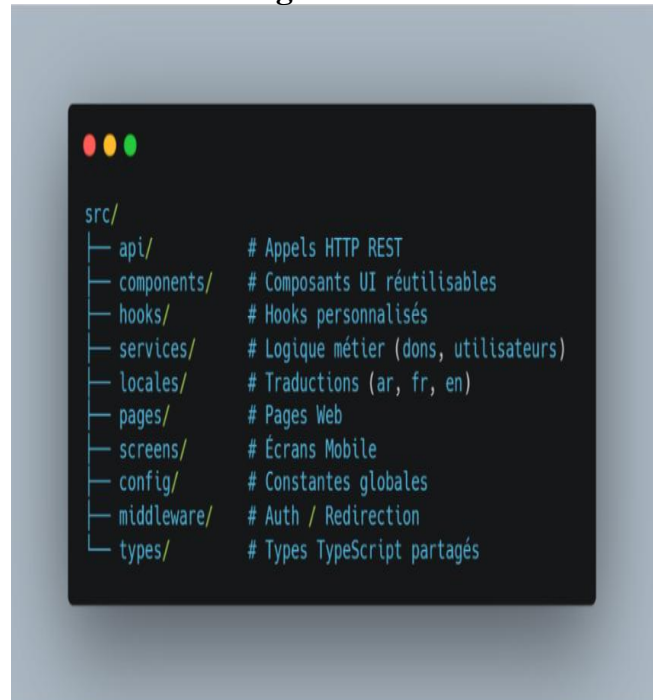 src/
├── api/ # Appels HTTP REST
├── components/ # Composants UI réutilisables
├── hooks/ # Hooks personnalisés
├── services/ # Logique métier (dons, utilisateurs)
├── locales/ # Traductions (ar, fr, en)
├── pages/ # Pages Web
├── screens/ # Écrans Mobile
├── config/ # Constantes globales
├── middleware/ # Auth / Redirection
└── types/ # Types TypeScript partagés